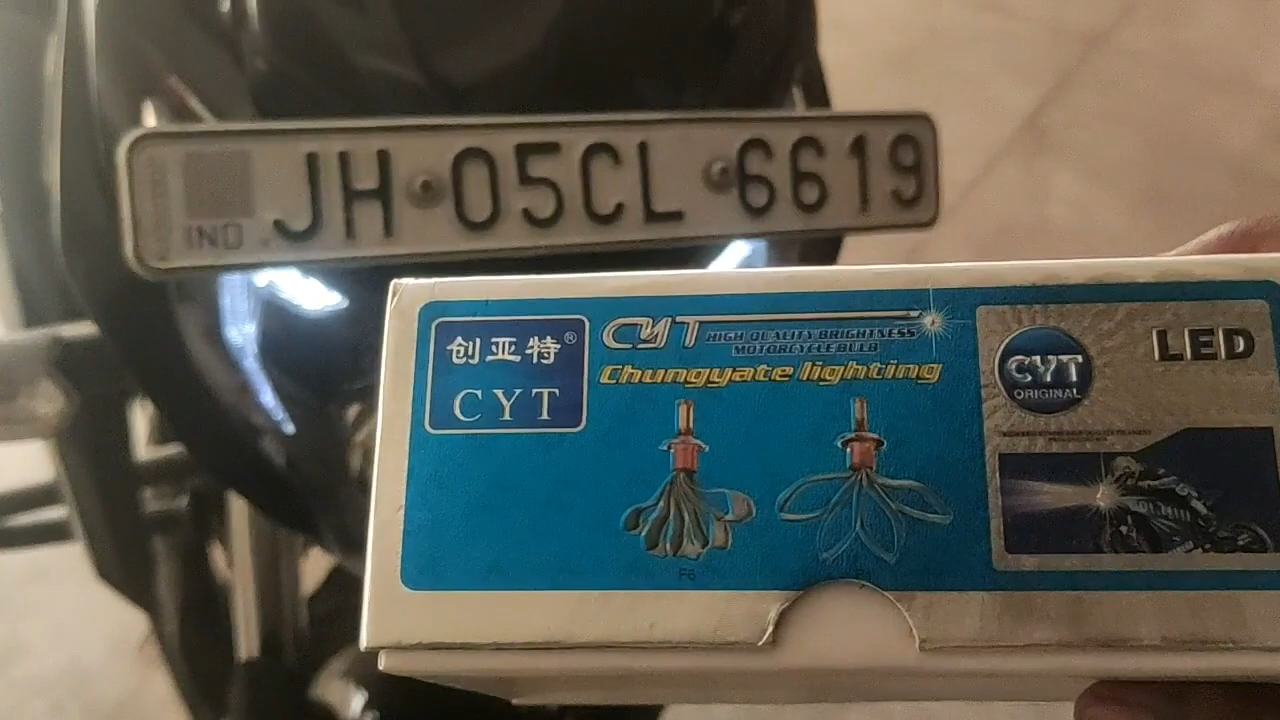 IND JH 05CL 6619
创亚特®
CYT
CYT HIGH QUALITY BRIGHTNESS
MOTORCYCLE BULB
Chungyate lighting
F6
CYT
ORIGINAL
LED